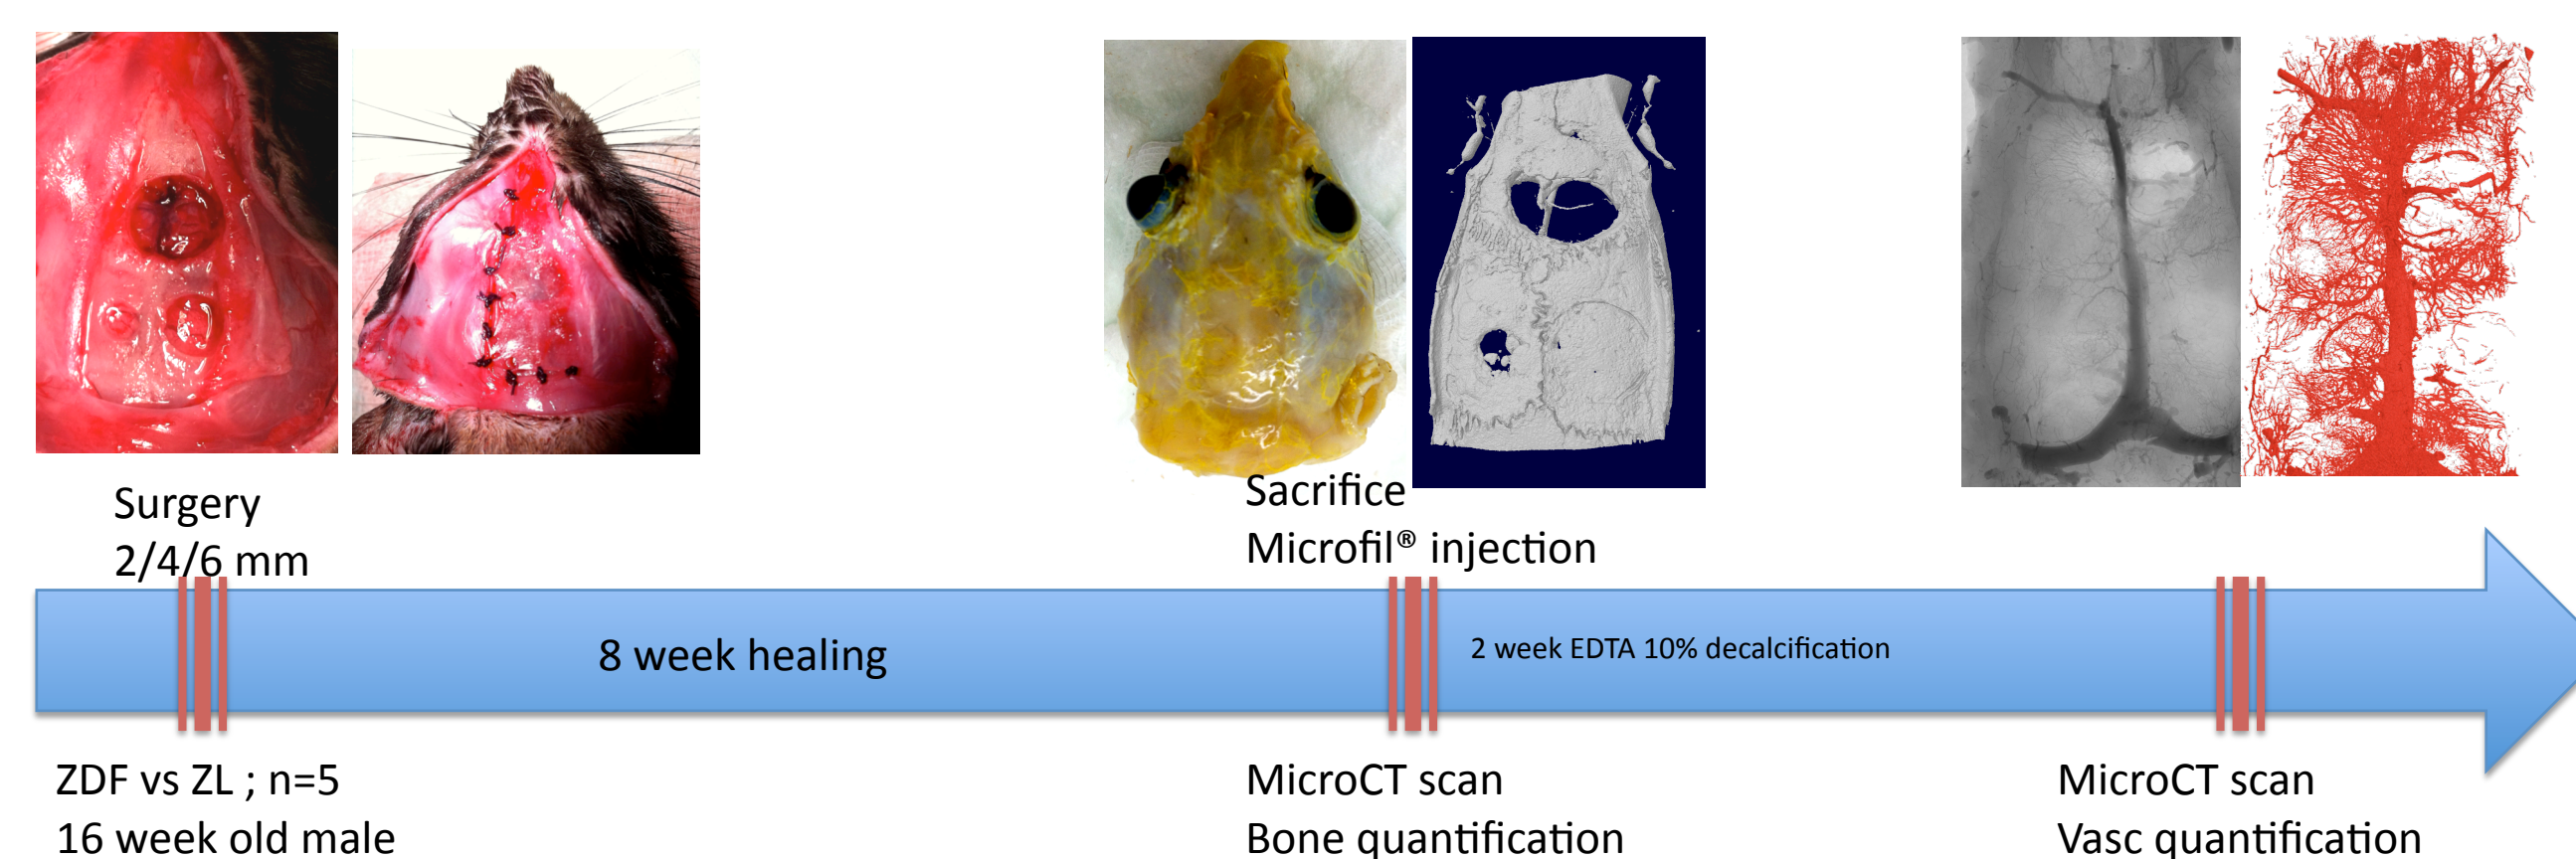 Surgery
2/4/6 mm
Sacrifice
Microfil® injection
8 week healing
2 week EDTA 10% decalcification
ZDF vs ZL ; n=5
16 week old male
MicroCT scan
Bone quantification
MicroCT scan
Vasc quantification